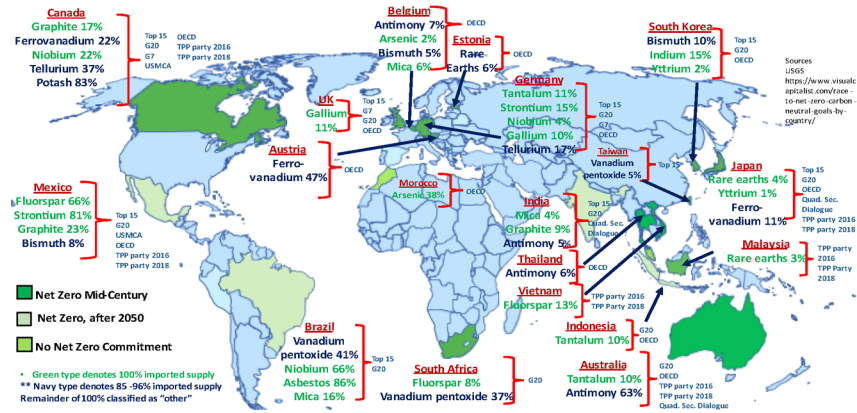 Canada
Graphite 17%
Ferrovanadium 22%
Niobium 22%
Tellurium 37%
Potash 83%
Top 15
G20
G7
USMCA
OECD
TPP party 2016
TPP party 2018
Belgium
Antimony 7%
Arsenic 2%
Bismuth 5%
Mica 6%
OECD
Estonia
Rare
Earths 6%
OECD
South Korea
Bismuth 10%
Indium 15%
Yttrium 2%
Top 15
G20
OECD
Sources
USGS
https://www.visualc
apitalist.com/race -
to-net-zero-carbon -
neutral-goals-by-
country/
UK
Gallium
11%
Top 15
G7
G20
OECD
Germany
Tantalum 11%
Strontium 15%
Niobium 4%
Gallium 10%
Tellurium 17%
Top 15
G20
G7
OECD
Austria
Ferro-
vanadium 47%
OECD
Taiwan
Vanadium
pentoxide 5%
Top 15
Japan
Rare earths 4%
Yttrium 1%
Ferro-
vanadium 11%
Top 15
G20
OECD
Quad. Sec.
Dialogue
TPP party 2016
TPP party 2018
Mexico
Fluorspar 66%
Strontium 81%
Graphite 23%
Bismuth 8%
Top 15
G20
USMCA
OECD
TPP party 2016
TPP party 2018
Morocco
Arsenic 38%
OECD
India
Mica 4%
Graphite 9%
Antimony 5%
Top 15
G20
Quad. Sec.
Dialogue
Thailand
Antimony 6%
OECD
Malaysia
Rare earths 3%
TPP party
2016
TPP party
2018
Vietnam
Fluorspar 13%
TPP party 2016
TPP Party 2018
Net Zero Mid-Century
Net Zero, after 2050
No Net Zero Commitment
• Green type denotes 100% imported supply
** Navy type denotes 85 -96% imported supply
Remainder of 100% classified as “other”
Brazil
Vanadium
pentoxide 41%
Niobium 66%
Asbestos 86%
Mica 16%
Top 15
G20
South Africa
Fluorspar 8%
Vanadium pentoxide 37%
G20
Indonesia
Tantalum 10%
G20
OECD
Australia
Tantalum 10%
Antimony 63%
G20
OECD
TPP party 2016
TPP party 2018
Quad. Sec. Dialogue